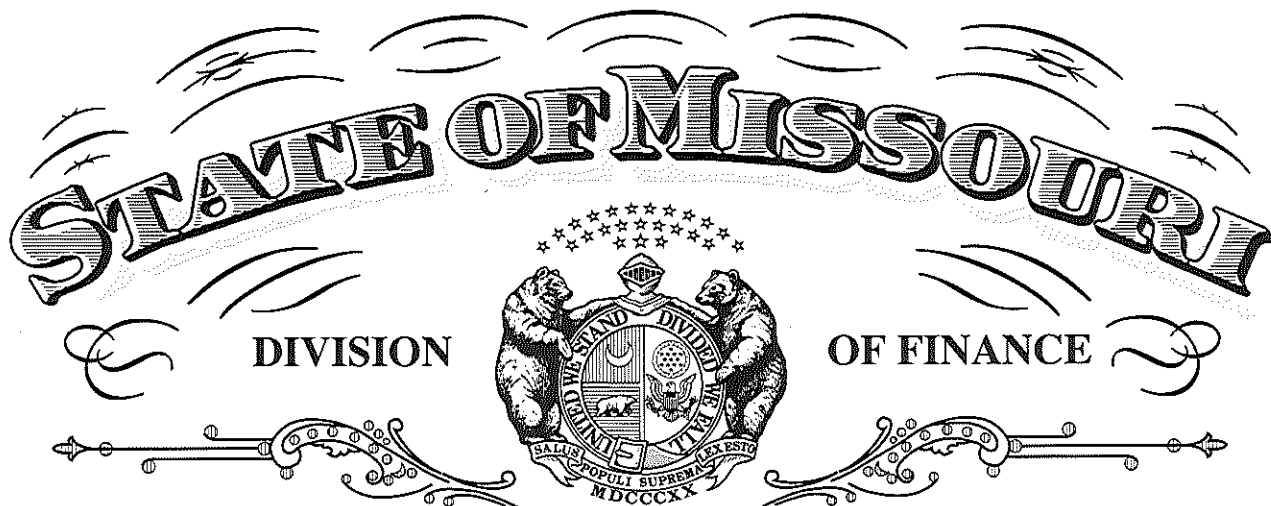 STATE OF MISSOURI
DIVISION OF FINANCE
UNITED WE STAND DIVIDED WE FALL
SALUS POPULI SUPREMA LEX ESTO
MDCCCXX